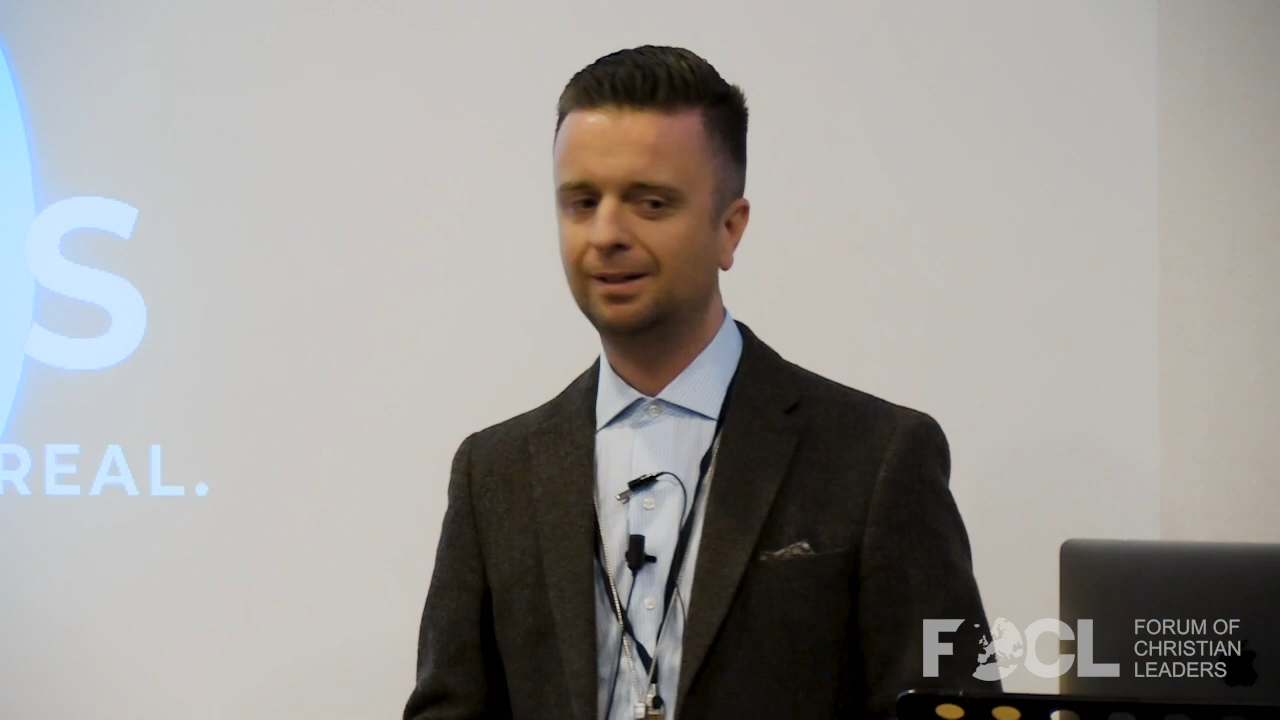 S
REAL.
FOCL
FORUM OF
CHRISTIAN
LEADERS